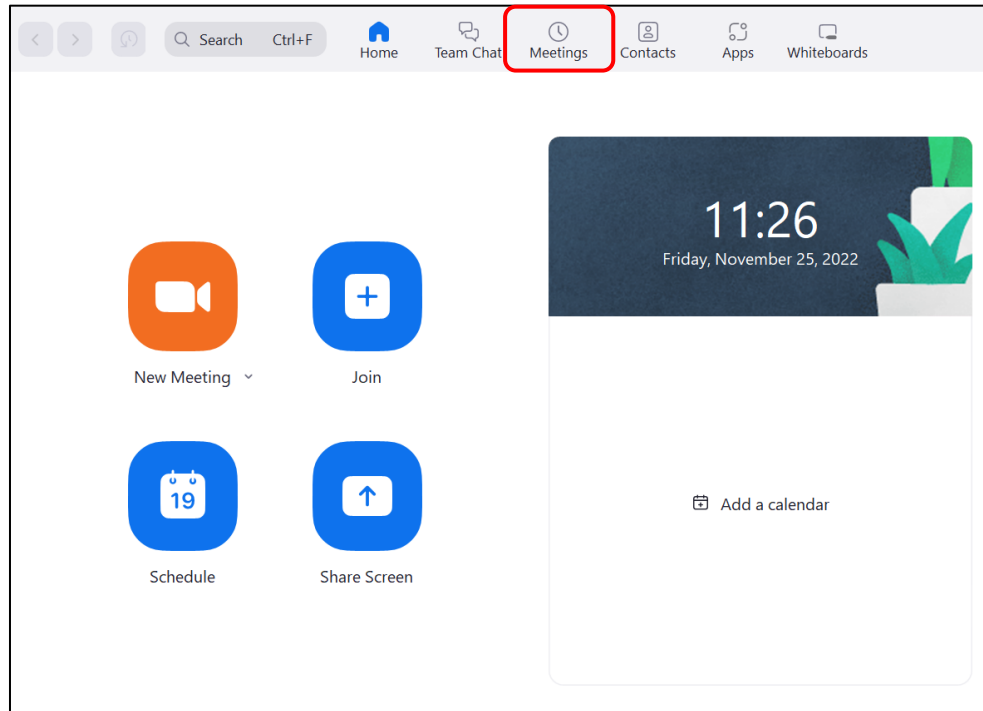 Search Ctrl+F
Home
Team Chat
Meetings
Contacts
Apps
Whiteboards
11:26
Friday, November 25, 2022
New Meeting
Join
19
Schedule
Share Screen
Add a calendar